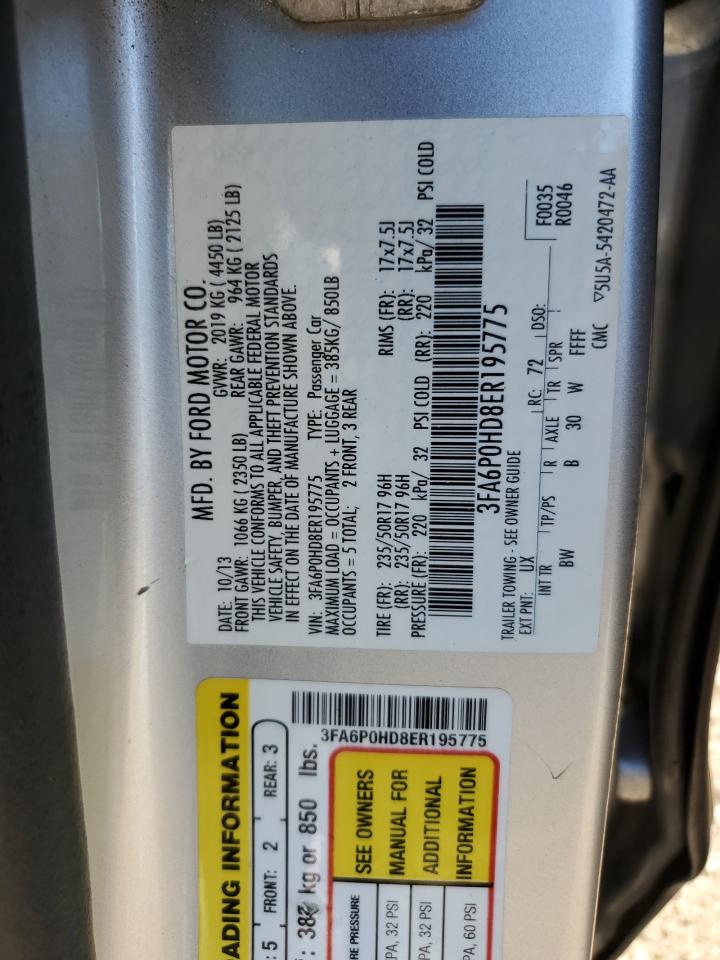 MFD. BY FORD MOTOR CO.
DATE: 10/13 GVWR: 2019 KG ( 4450 LB)
FRONT GAWR: 1066 KG ( 2350 LB) REAR GAWR: 964 KG ( 2125 LB)
THIS VEHICLE CONFORMS TO ALL APPLICABLE FEDERAL MOTOR
VEHICLE SAFETY, BUMPER, AND THEFT PREVENTION STANDARDS
IN EFFECT ON THE DATE OF MANUFACTURE SHOWN ABOVE.
VIN: 3FA6P0HD8ER195775 TYPE: Passenger Car
MAXIMUM LOAD = OCCUPANTS + LUGGAGE = 385KG/ 850LB
OCCUPANTS = 5 TOTAL; 2 FRONT, 3 REAR
TIRE (FR): 235/50R17 96H RIMS (FR): 17x7.5J
(RR): 235/50R17 96H (RR): 17x7.5J
PRESSURE (FR): 220 kPa/ 32 PSI COLD (RR): 220 kPa/ 32 PSI COLD
3FA6P0HD8ER195775
TRAILER TOWING - SEE OWNER GUIDE
EXT PNT: UX RC: 72 DSO:
F0035
R0046
INT TR TP/PS R AXLE TR SPR
BW B 30 W FFFF
CMC ▽5U5A-5420472-AA
ADING INFORMATION
: 5 FRONT: 2 REAR: 3
: kg or 850 lbs.
3FA6P0HD8ER195775
RE PRESSURE
PA, 32 PSI
PA, 32 PSI
PA, 60 PSI
SEE OWNERS
MANUAL FOR
ADDITIONAL
INFORMATION